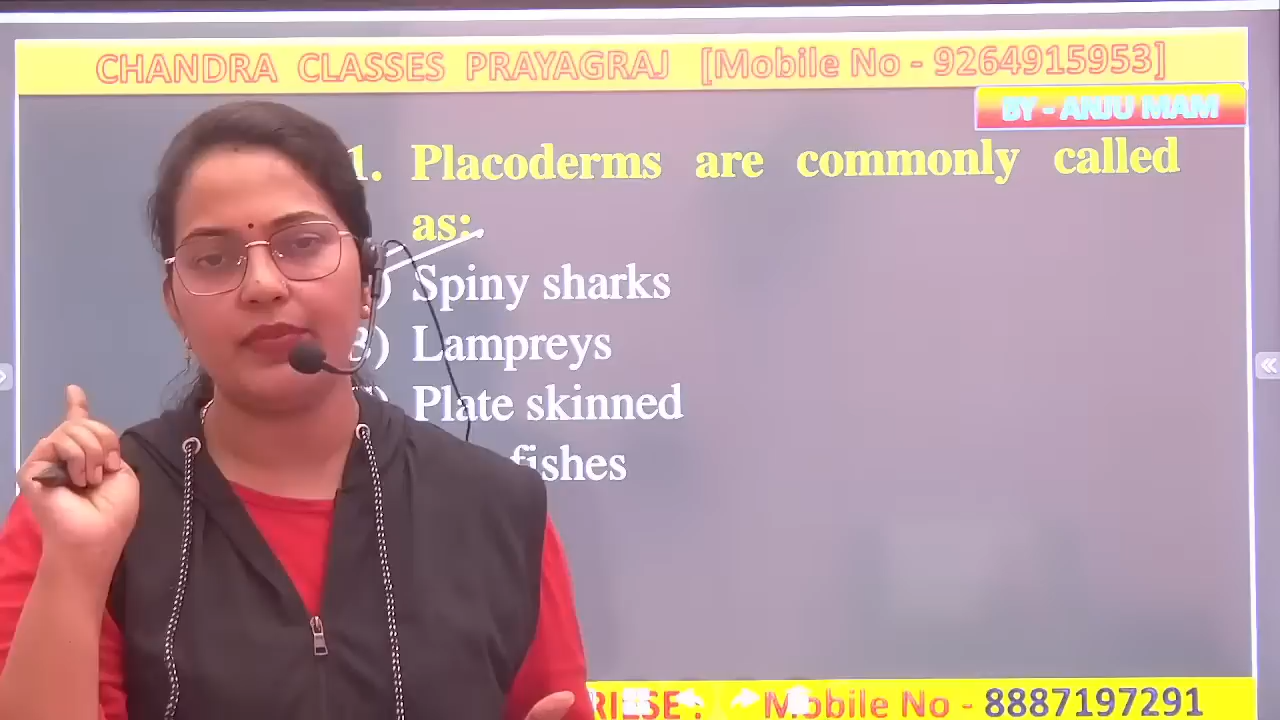 CHANDRA CLASSES PRAYAGRAJ [Mobile No - 9264915953]
BY - ANJU MAM
1. Placoderms are commonly called
as:
) Spiny sharks
B) Lampreys
) Plate skinned
fishes
Mobile No - 8887197291